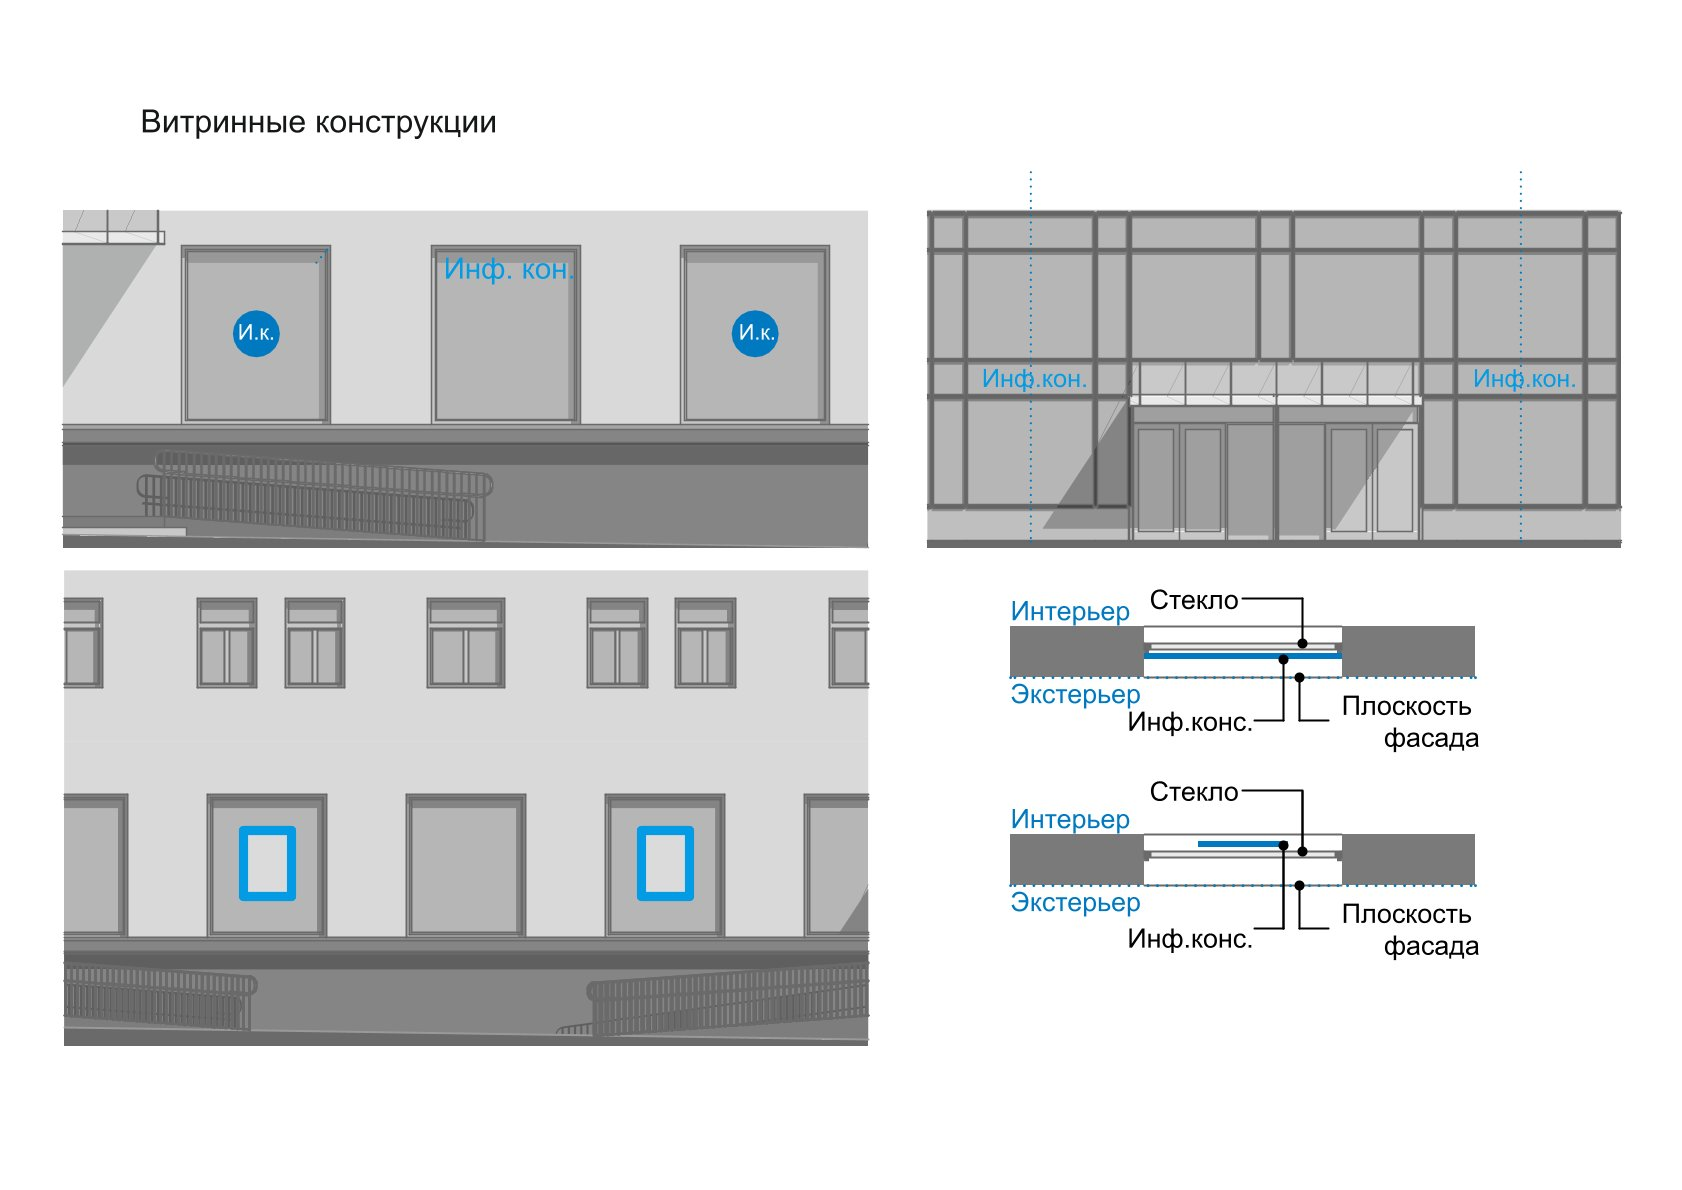 Витринные конструкции
Инф. кон.
И.к.
И.к.
Инф.кон.
Инф.кон.
Интерьер
Стекло
Экстерьер
Инф.конс.
Плоскость
фасада
Интерьер
Стекло
Экстерьер
Инф.конс.
Плоскость
фасада